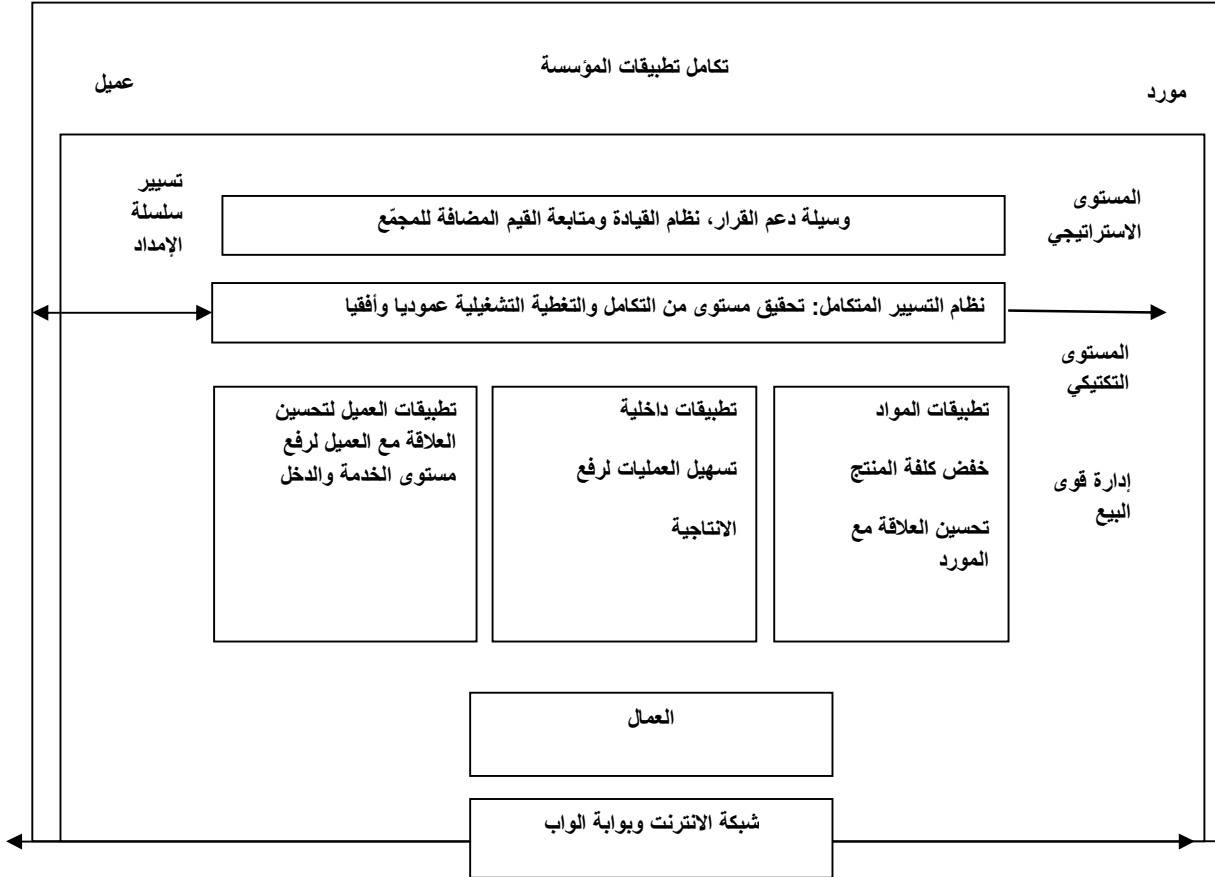 تكامل تطبيقات المؤسسة
مورد
عميل
المستوى
الاستراتيجي
وسيلة دعم القرار، نظام القيادة ومتابعة القيم المضافة للمجمّع
تسيير
سلسلة
الإمداد
نظام التسيير المتكامل: تحقيق مستوى من التكامل والتغطية التشغيلية عموديا وأفقيا
المستوى
التكتيكي
إدارة قوى
البيع
تطبيقات المواد
خفض كلفة المنتج
تحسين العلاقة مع
المورد
تطبيقات داخلية
تسهيل العمليات لرفع
الانتاجية
تطبيقات العميل لتحسين
العلاقة مع العميل لرفع
مستوى الخدمة والدخل
العمال
شبكة الانترنت وبوابة الواب